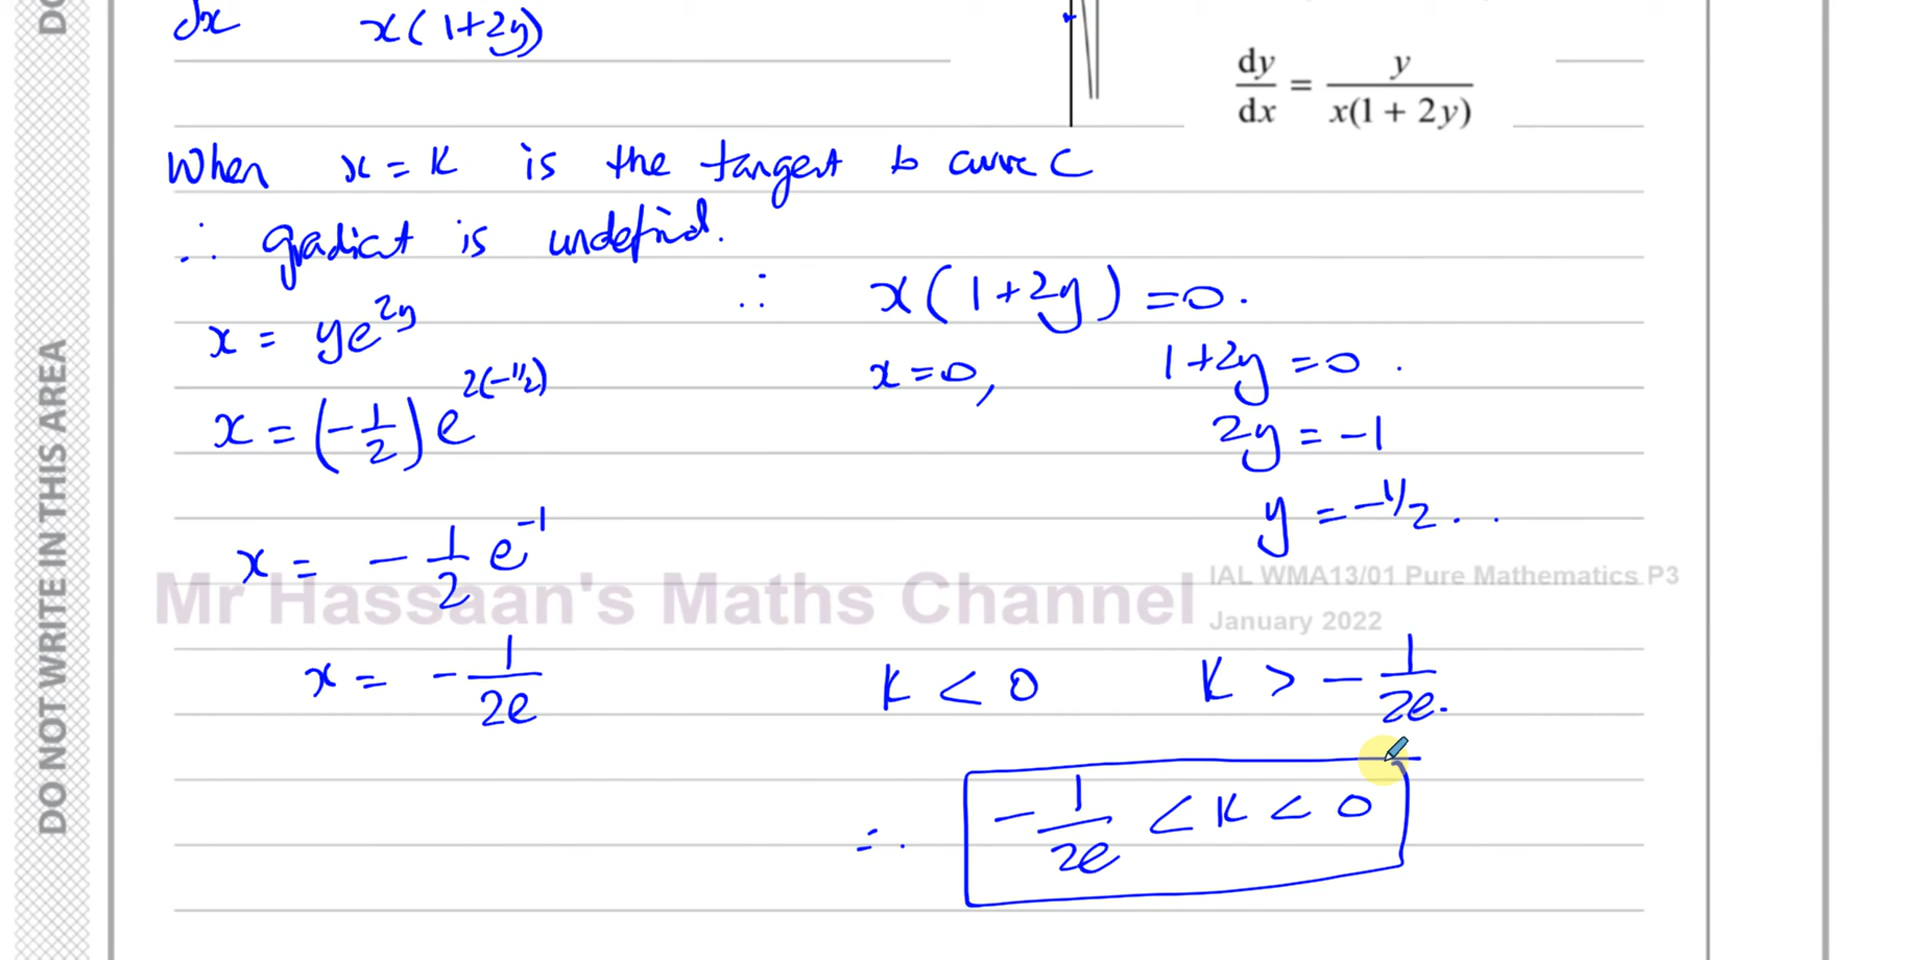 dx x(1+2y)
dy/dx = y/x(1 + 2y)
When x = K is the tangent to curve C
∴ gradient is undefind.
∴ x(1+2y) = 0.
x = ye^2y
x = 0, 1+2y = 0.
x = (-1/2)e^2(-1/2)
2y = -1
y = -1/2...
x = -1/2 e^-1
Mr Hassaan's Maths Channel
IAL WMA13/01 Pure Mathematics P3
January 2022
x = -1/2e
K < 0 K > -1/2e.
∴ -1/2e < K < 0
DO NOT WRITE IN THIS AREA
DO